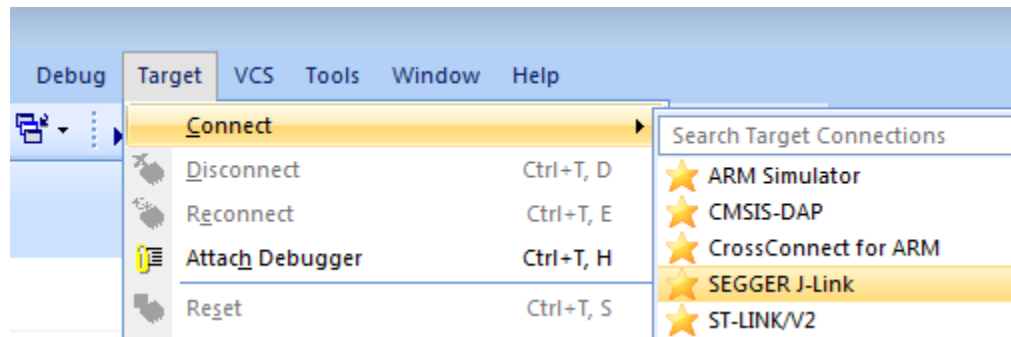 Debug Target VCS Tools Window Help
Connect
Disconnect Ctrl+T, D
Reconnect Ctrl+T, E
Attach Debugger Ctrl+T, H
Reset Ctrl+T, S
Search Target Connections
ARM Simulator
CMSIS-DAP
CrossConnect for ARM
SEGGER J-Link
ST-LINK/V2